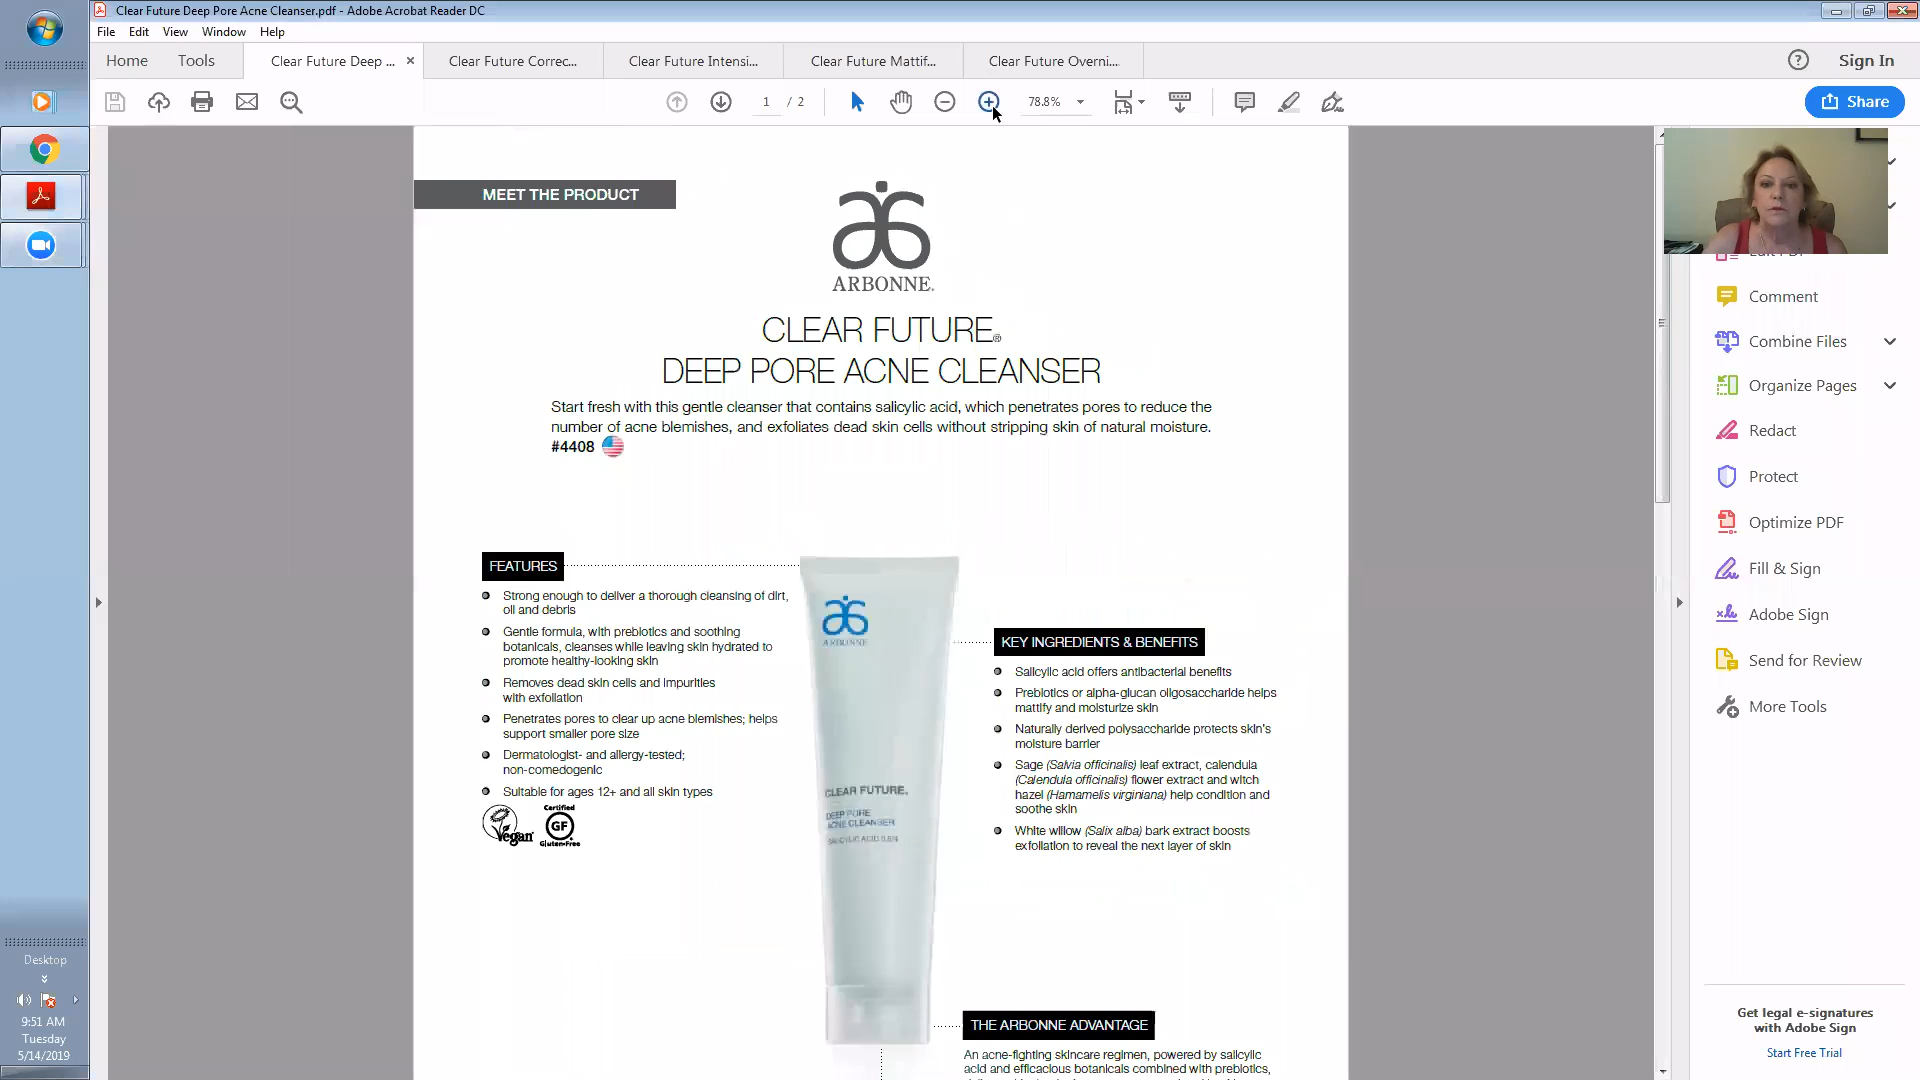 Clear Future Deep Pore Acne Cleanser.pdf - Adobe Acrobat Reader DC
File Edit View Window Help
Home Tools Clear Future Deep ... × Clear Future Correc... Clear Future Intensi... Clear Future Mattif... Clear Future Overni... Sign In
1 / 2 78.8% Share
MEET THE PRODUCT
ARBONNE®
CLEAR FUTURE®
DEEP PORE ACNE CLEANSER
Start fresh with this gentle cleanser that contains salicylic acid, which penetrates pores to reduce the
number of acne blemishes, and exfoliates dead skin cells without stripping skin of natural moisture.
#4408
FEATURES
Strong enough to deliver a thorough cleansing of dirt,
oil and debris
Gentle formula, with prebiotics and soothing
botanicals, cleanses while leaving skin hydrated to
promote healthy-looking skin
Removes dead skin cells and impurities
with exfoliation
Penetrates pores to clear up acne blemishes; helps
support smaller pore size
Dermatologist- and allergy-tested;
non-comedogenic
Suitable for ages 12+ and all skin types
Vegan
Certified
GF
Gluten-Free
ARBONNE
CLEAR FUTURE®
DEEP PORE
ACNE CLEANSER
SALICYLIC ACID 0.5%
KEY INGREDIENTS & BENEFITS
Salicylic acid offers antibacterial benefits
Prebiotics or alpha-glucan oligosaccharide helps
mattify and moisturize skin
Naturally derived polysaccharide protects skin's
moisture barrier
Sage (Salvia officinalis) leaf extract, calendula
(Calendula officinalis) flower extract and witch
hazel (Hamamelis virginiana) help condition and
soothe skin
White willow (Salix alba) bark extract boosts
exfoliation to reveal the next layer of skin
THE ARBONNE ADVANTAGE
An acne-fighting skincare regimen, powered by salicylic
acid and efficacious botanicals combined with prebiotics,
Edit PDF
Comment
Combine Files
Organize Pages
Redact
Protect
Optimize PDF
Fill & Sign
Adobe Sign
Send for Review
More Tools
Get legal e-signatures
with Adobe Sign
Start Free Trial
Desktop
9:51 AM
Tuesday
5/14/2019